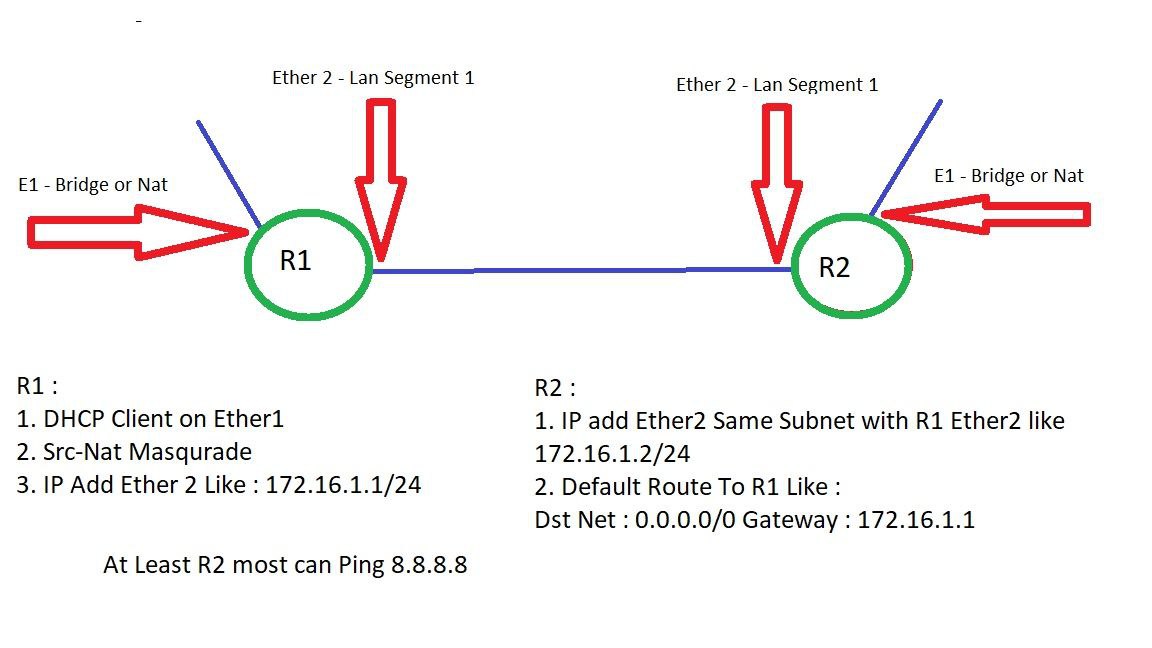 Ether 2 - Lan Segment 1
Ether 2 - Lan Segment 1
E1 - Bridge or Nat
E1 - Bridge or Nat
R1
R2
R1 :
1. DHCP Client on Ether1
2. Src-Nat Masqurade
3. IP Add Ether 2 Like : 172.16.1.1/24
R2 :
1. IP add Ether2 Same Subnet with R1 Ether2 like
172.16.1.2/24
2. Default Route To R1 Like :
Dst Net : 0.0.0.0/0 Gateway : 172.16.1.1
At Least R2 most can Ping 8.8.8.8